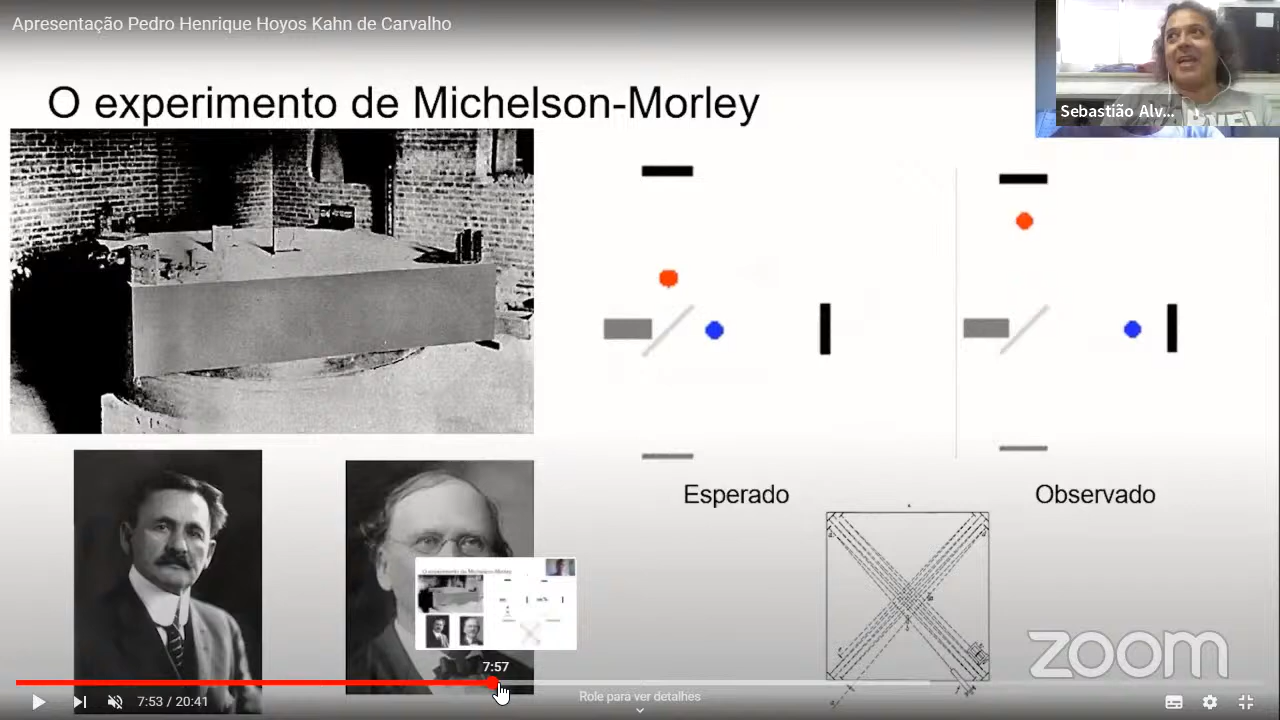 Apresentação Pedro Henrique Hoyos Kahn de Carvalho
Sebastião Alv...
O experimento de Michelson-Morley
Esperado
Observado
zoom
7:57
7:53 / 20:41
Role para ver detalhes